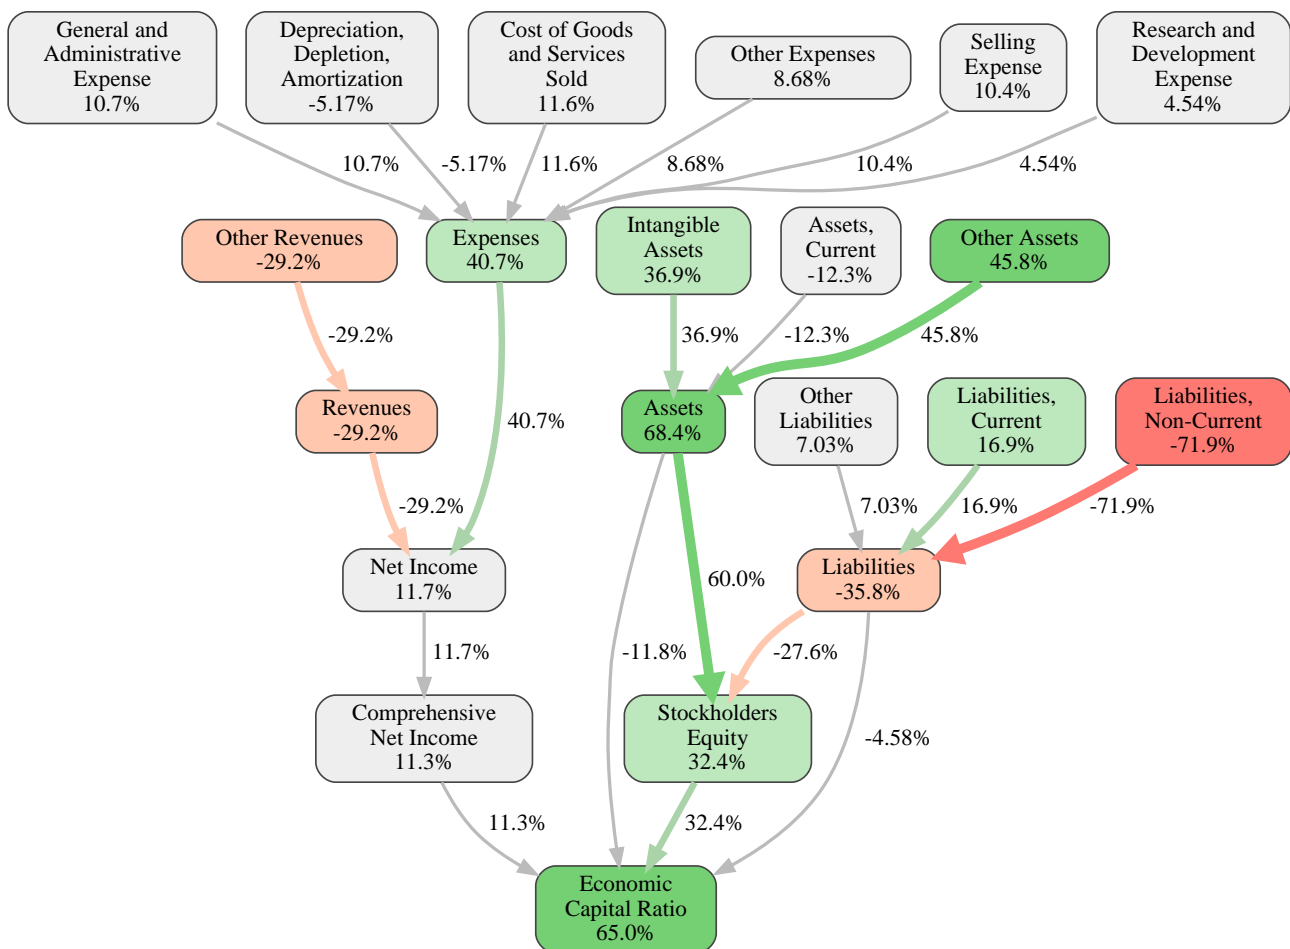 General and
Administrative
Expense
10.7%
Depreciation,
Depletion,
Amortization
-5.17%
Cost of Goods
and Services
Sold
11.6%
Other Expenses
8.68%
Selling
Expense
10.4%
Research and
Development
Expense
4.54%
10.7%
-5.17%
11.6%
8.68%
10.4%
4.54%
Other Revenues
-29.2%
Expenses
40.7%
Intangible
Assets
36.9%
Assets,
Current
-12.3%
Other Assets
45.8%
-29.2%
36.9%
-12.3%
45.8%
Revenues
-29.2%
40.7%
Assets
68.4%
Other
Liabilities
7.03%
Liabilities,
Current
16.9%
Liabilities,
Non-Current
-71.9%
-29.2%
7.03%
16.9%
-71.9%
Net Income
11.7%
60.0%
Liabilities
-35.8%
11.7%
-11.8%
-27.6%
Comprehensive
Net Income
11.3%
Stockholders
Equity
32.4%
-4.58%
11.3%
32.4%
Economic
Capital Ratio
65.0%